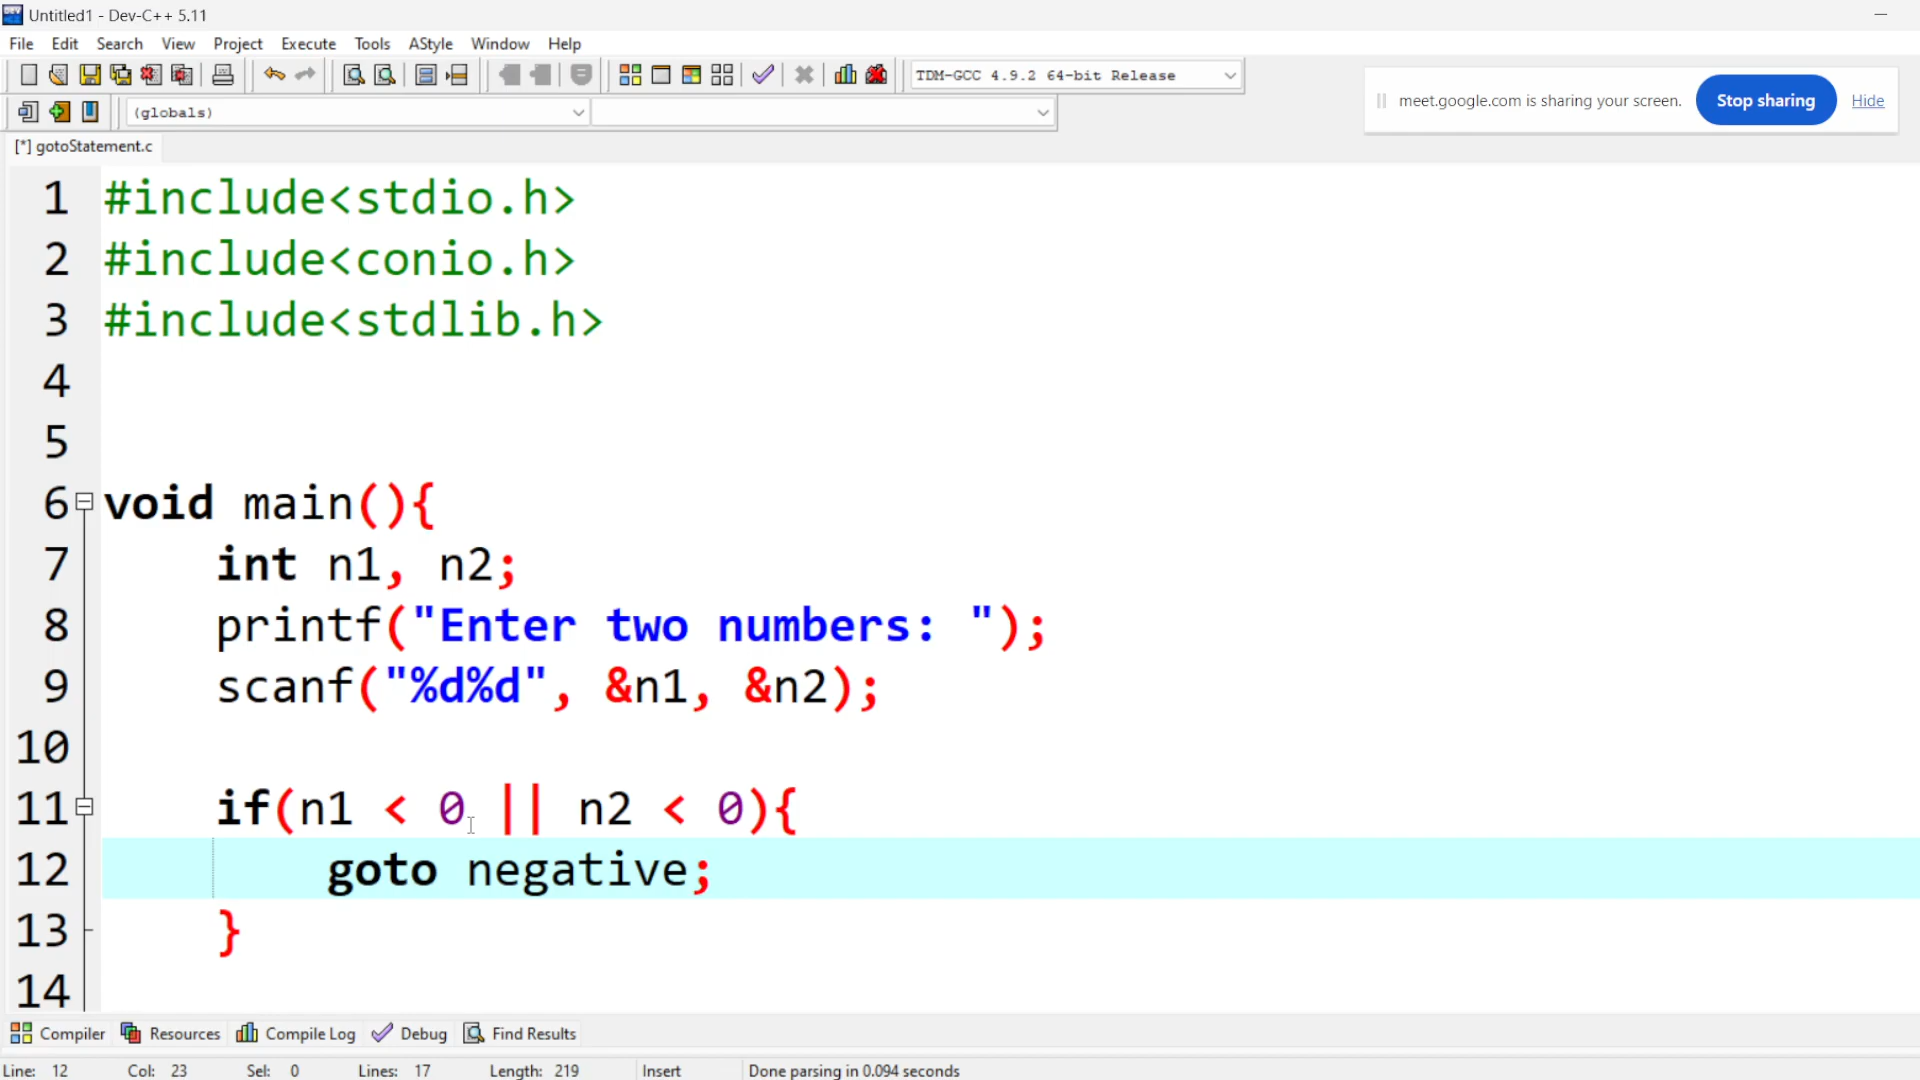 Untitled1 - Dev-C++ 5.11
File Edit Search View Project Execute Tools AStyle Window Help
TDM-GCC 4.9.2 64-bit Release
meet.google.com is sharing your screen. Stop sharing Hide
(globals)
[*] gotoStatement.c
1 #include<stdio.h>
2 #include<conio.h>
3 #include<stdlib.h>
4
5
6 void main(){
7 int n1, n2;
8 printf("Enter two numbers: ");
9 scanf("%d%d", &n1, &n2);
10
11 if(n1 < 0 || n2 < 0){
12 goto negative;
13 }
14
Compiler Resources Compile Log Debug Find Results
Line: 12 Col: 23 Sel: 0 Lines: 17 Length: 219 Insert Done parsing in 0.094 seconds